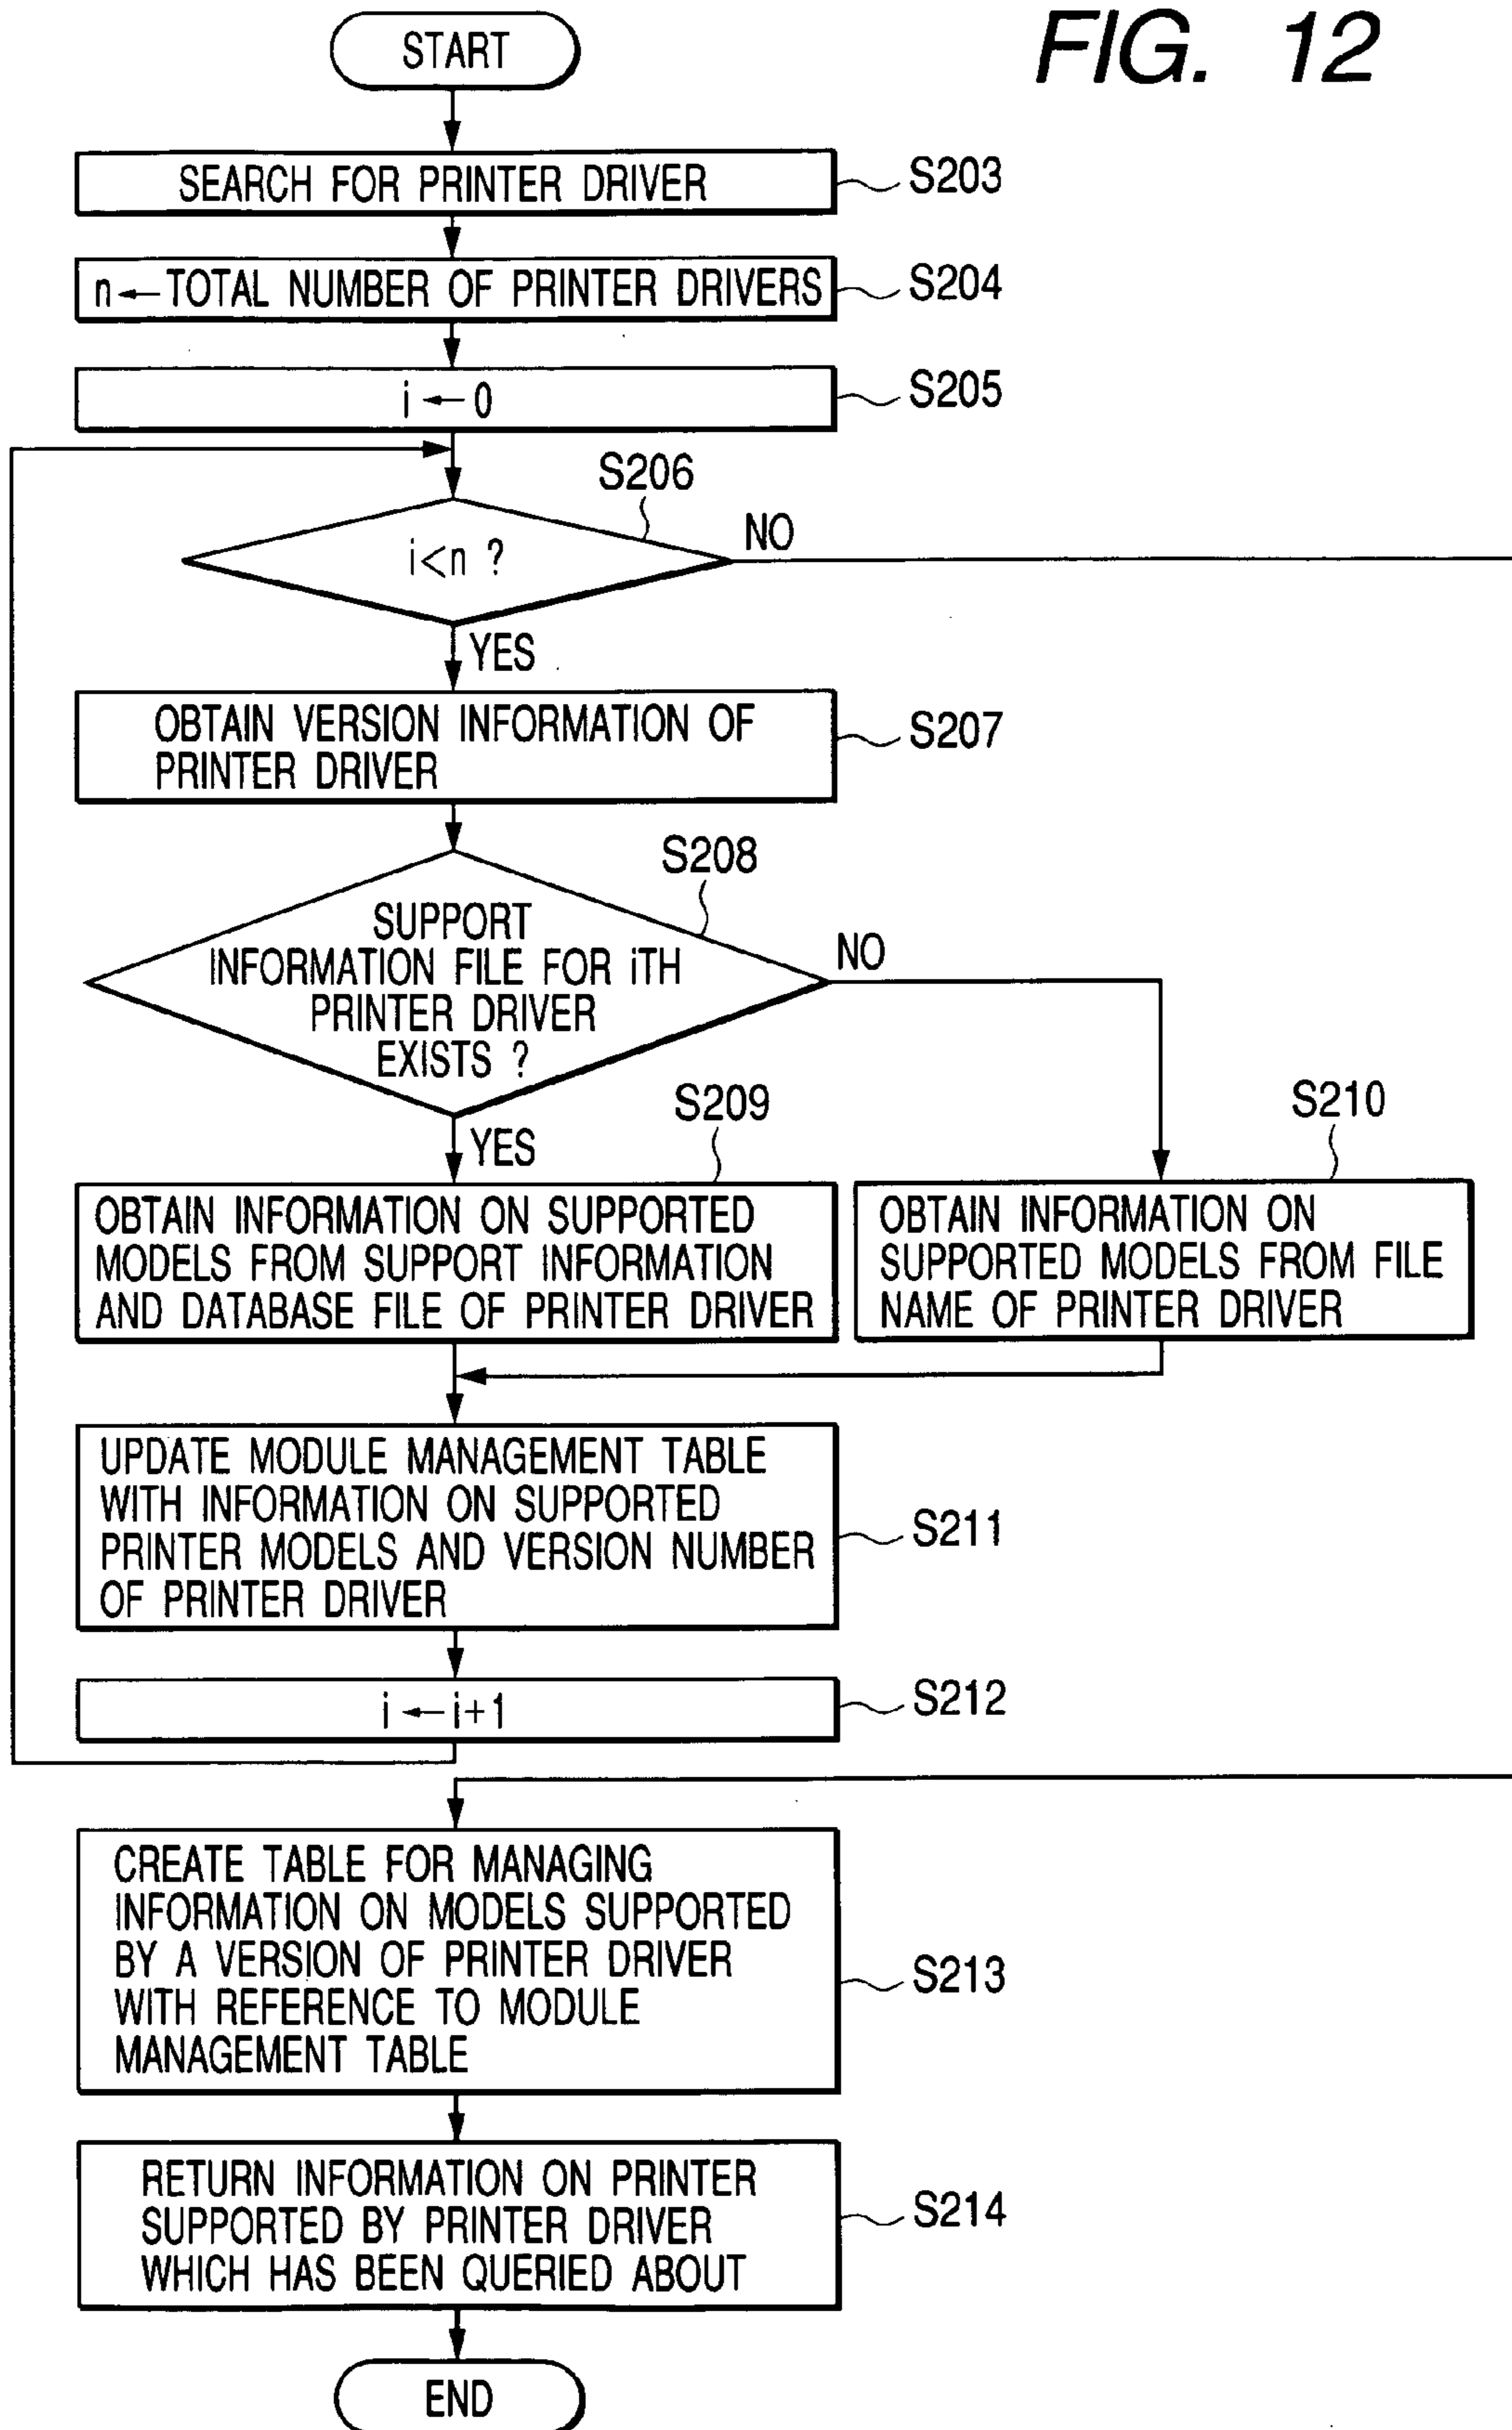 FIG. 12
START
SEARCH FOR PRINTER DRIVER
S203
n←TOTAL NUMBER OF PRINTER DRIVERS
S204
i←0
S205
S206
i<n ?
NO
YES
OBTAIN VERSION INFORMATION OF
PRINTER DRIVER
S207
S208
SUPPORT
INFORMATION FILE FOR iTH
PRINTER DRIVER
EXISTS ?
NO
YES
S209
S210
OBTAIN INFORMATION ON SUPPORTED
MODELS FROM SUPPORT INFORMATION
AND DATABASE FILE OF PRINTER DRIVER
OBTAIN INFORMATION ON
SUPPORTED MODELS FROM FILE
NAME OF PRINTER DRIVER
UPDATE MODULE MANAGEMENT TABLE
WITH INFORMATION ON SUPPORTED
PRINTER MODELS AND VERSION NUMBER
OF PRINTER DRIVER
S211
i←i+1
S212
CREATE TABLE FOR MANAGING
INFORMATION ON MODELS SUPPORTED
BY A VERSION OF PRINTER DRIVER
WITH REFERENCE TO MODULE
MANAGEMENT TABLE
S213
RETURN INFORMATION ON PRINTER
SUPPORTED BY PRINTER DRIVER
WHICH HAS BEEN QUERIED ABOUT
S214
END